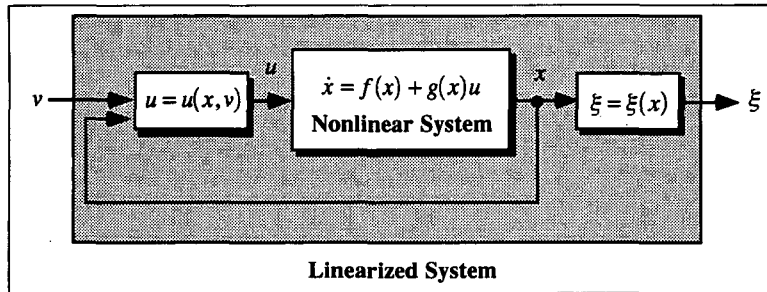 v
u = u(x,v)
u
ẋ = f(x) + g(x)u
Nonlinear System
x
ξ = ξ(x)
ξ
Linearized System